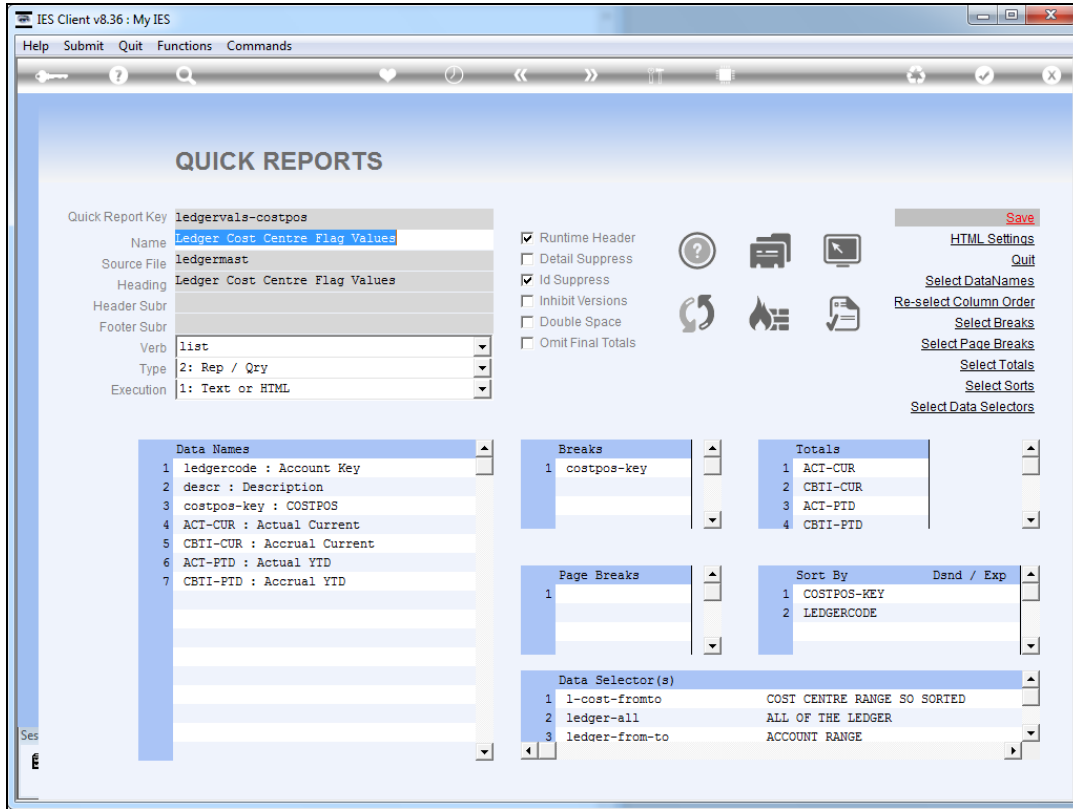 IES Client v8.36 : My IES
Help Submit Quit Functions Commands
QUICK REPORTS
Quick Report Key ledgervals-costpos
Name Ledger Cost Centre Flag Values
Source File ledgermast
Heading Ledger Cost Centre Flag Values
Header Subr
Footer Subr
Verb list
Type 2: Rep / Qry
Execution 1: Text or HTML
Runtime Header
Detail Suppress
Id Suppress
Inhibit Versions
Double Space
Omit Final Totals
Save
HTML Settings
Quit
Select DataNames
Re-select Column Order
Select Breaks
Select Page Breaks
Select Totals
Select Sorts
Select Data Selectors
Data Names
1 ledgercode : Account Key
2 descr : Description
3 costpos-key : COSTPOS
4 ACT-CUR : Actual Current
5 CBTI-CUR : Accrual Current
6 ACT-PTD : Actual YTD
7 CBTI-PTD : Accrual YTD
Breaks
1 costpos-key
Totals
1 ACT-CUR
2 CBTI-CUR
3 ACT-PTD
4 CBTI-PTD
Page Breaks
1
Sort By Dsnd / Exp
1 COSTPOS-KEY
2 LEDGERCODE
Data Selector(s)
1 l-cost-fromto COST CENTRE RANGE SO SORTED
2 ledger-all ALL OF THE LEDGER
3 ledger-from-to ACCOUNT RANGE
Ses